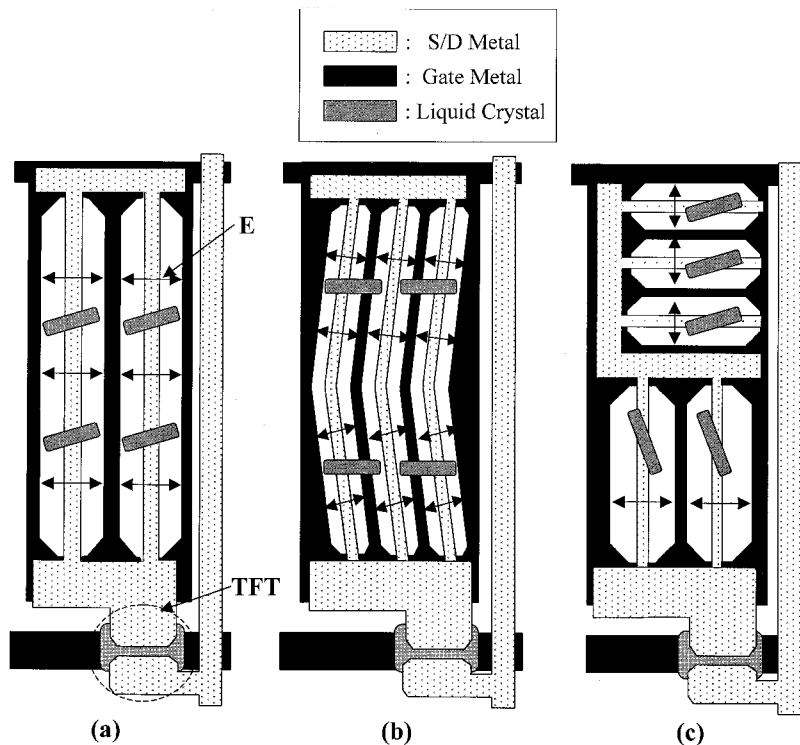 : S/D Metal
: Gate Metal
: Liquid Crystal
E
TFT
(a)
(b)
(c)